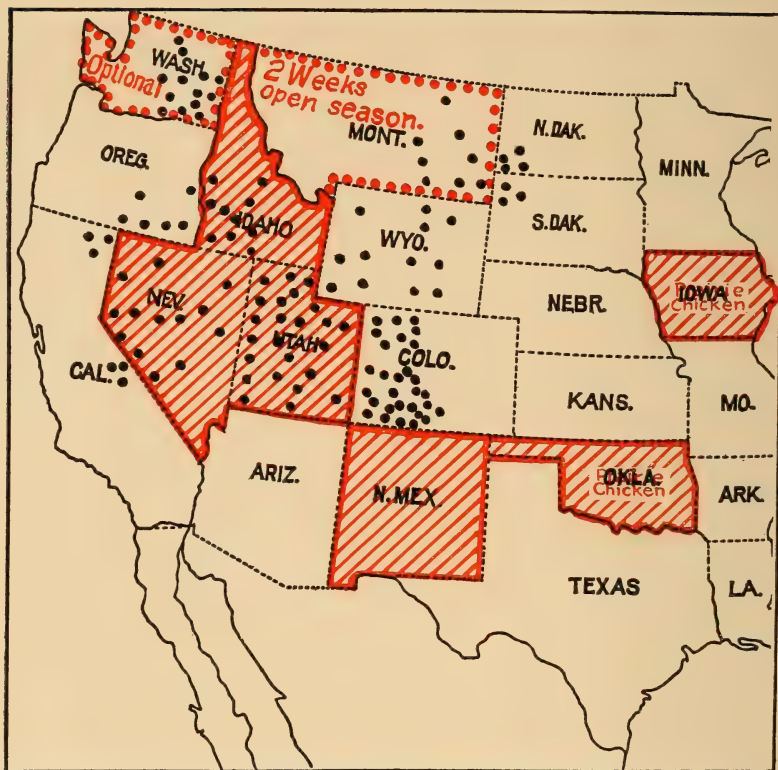 WASH
Optional
2 Weeks
open season.
MONT.
N. DAK.
MINN.
OREG.
IDAHO
WYO.
S. DAK.
IOWA
Prairie
Chicken
NEBR.
NEV.
UTAH
COLO.
CAL.
KANS.
MO.
ARIZ.
N. MEX
OKLA.
Prairie
Chicken
ARK.
TEXAS
LA.